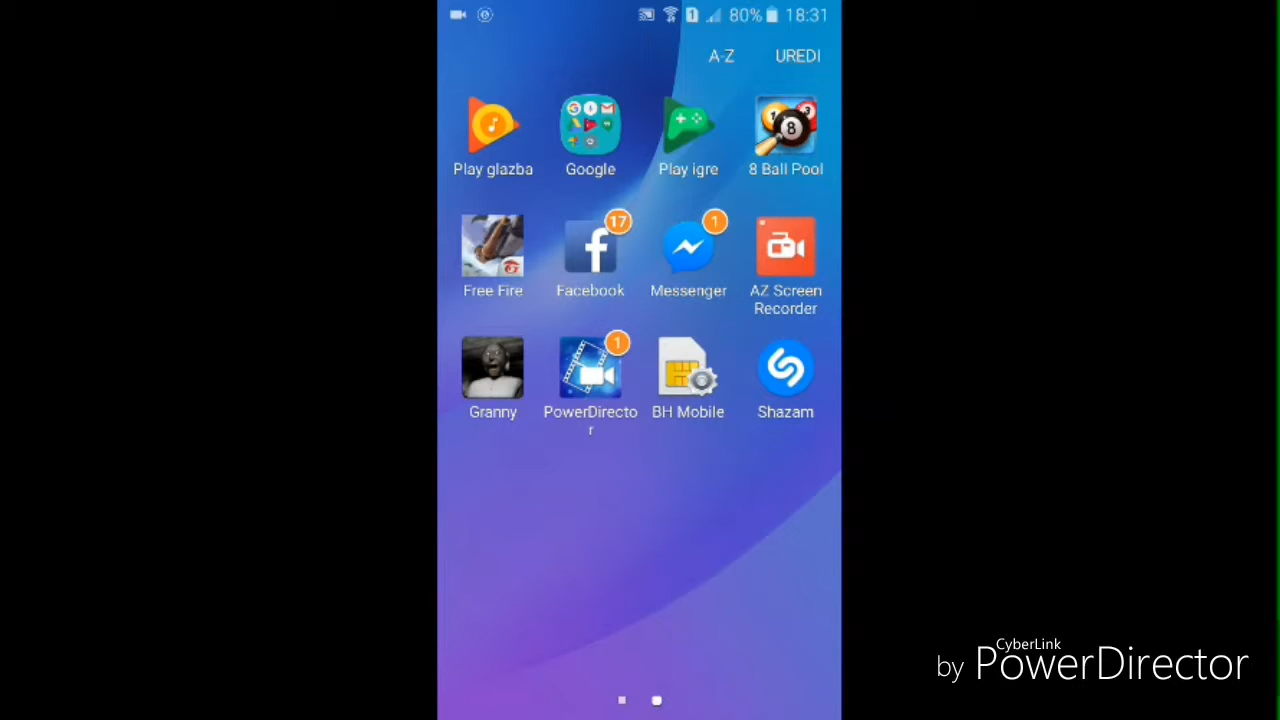 1 80% 18:31
A-Z UREDI
Play glazba Google Play igre 8 Ball Pool
17 1
Free Fire Facebook Messenger AZ Screen
Recorder
1
Granny PowerDirecto BH Mobile Shazam
r
CyberLink
by PowerDirector